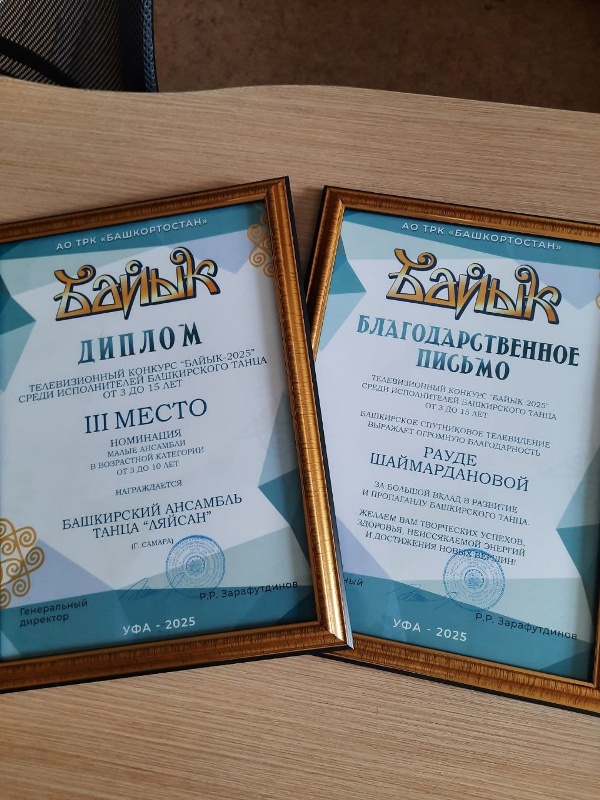 АО ТРК «БАШКОРТОСТАН»
Байык
ДИПЛОМ
ТЕЛЕВИЗИОННЫЙ КОНКУРС "БАЙЫК-2025"
СРЕДИ ИСПОЛНИТЕЛЕЙ БАШКИРСКОГО ТАНЦА
ОТ 3 ДО 15 ЛЕТ
III МЕСТО
НОМИНАЦИЯ
МАЛЫЕ АНСАМБЛИ
В ВОЗРАСТНОЙ КАТЕГОРИИ
ОТ 3 ДО 10 ЛЕТ
НАГРАЖДАЕТСЯ
БАШКИРСКИЙ АНСАМБЛЬ
ТАНЦА "ЛЯЙСАН"
(Г. САМАРА)
Генеральный
директор
Р.Р. Зарафутдинов
УФА - 2025
АО ТРК «БАШКОРТОСТАН»
Байык
БЛАГОДАРСТВЕННОЕ
ПИСЬМО
ТЕЛЕВИЗИОННЫЙ КОНКУРС "БАЙЫК 2025"
СРЕДИ ИСПОЛНИТЕЛЕЙ БАШКИРСКОГО ТАНЦА
ОТ 3 ДО 15 ЛЕТ
БАШКИРСКОЕ СПУТНИКОВОЕ ТЕЛЕВИДЕНИЕ
ВЫРАЖАЕТ ОГРОМНУЮ БЛАГОДАРНОСТЬ
РАУДЕ
ШАЙМАРДАНОВОЙ
ЗА БОЛЬШОЙ ВКЛАД В РАЗВИТИЕ
И ПРОПАГАНДУ БАШКИРСКОГО ТАНЦА.
ЖЕЛАЕМ ВАМ ТВОРЧЕСКИХ УСПЕХОВ,
ЗДОРОВЬЯ, НЕИССЯКАЕМОЙ ЭНЕРГИИ
И ДОСТИЖЕНИЯ НОВЫХ ВЕРШИН!
ный
Р.Р. Зарафутдинов
УФА - 2025